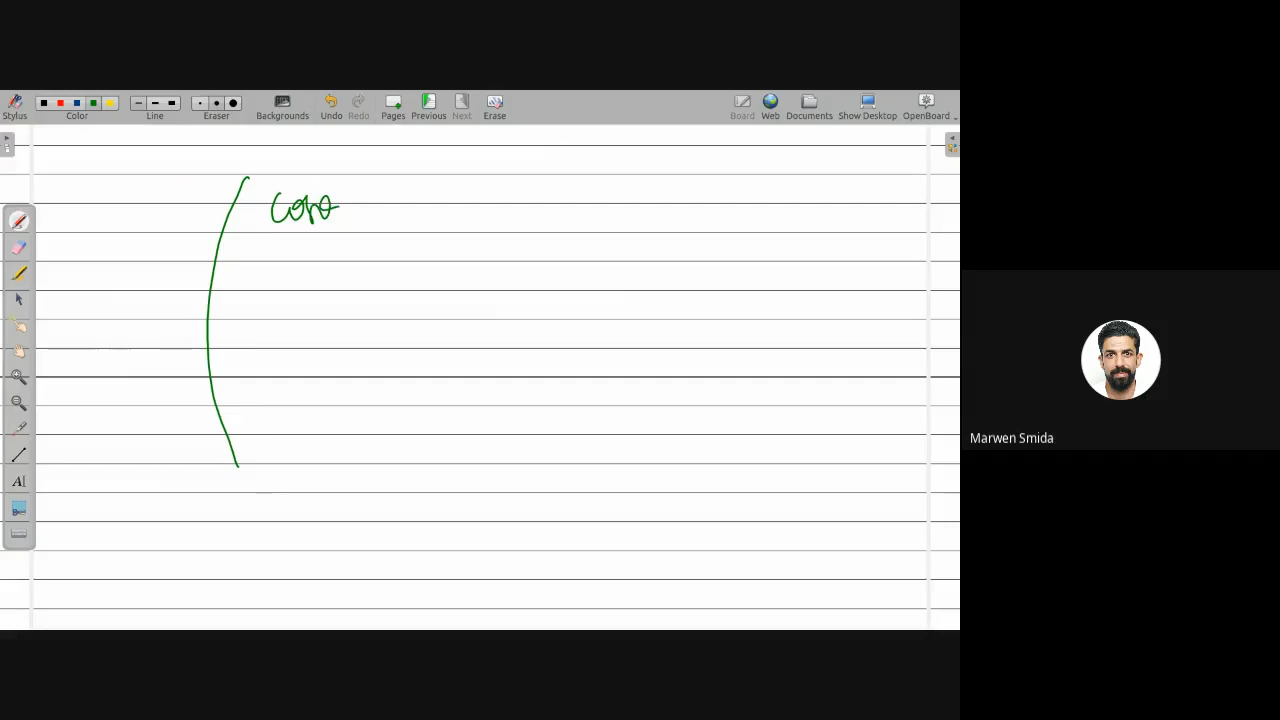 Stylus Color Line Eraser Backgrounds Undo Redo Pages Previous Next Erase Board Web Documents Show Desktop OpenBoard
( cosθ
Marwen Smida